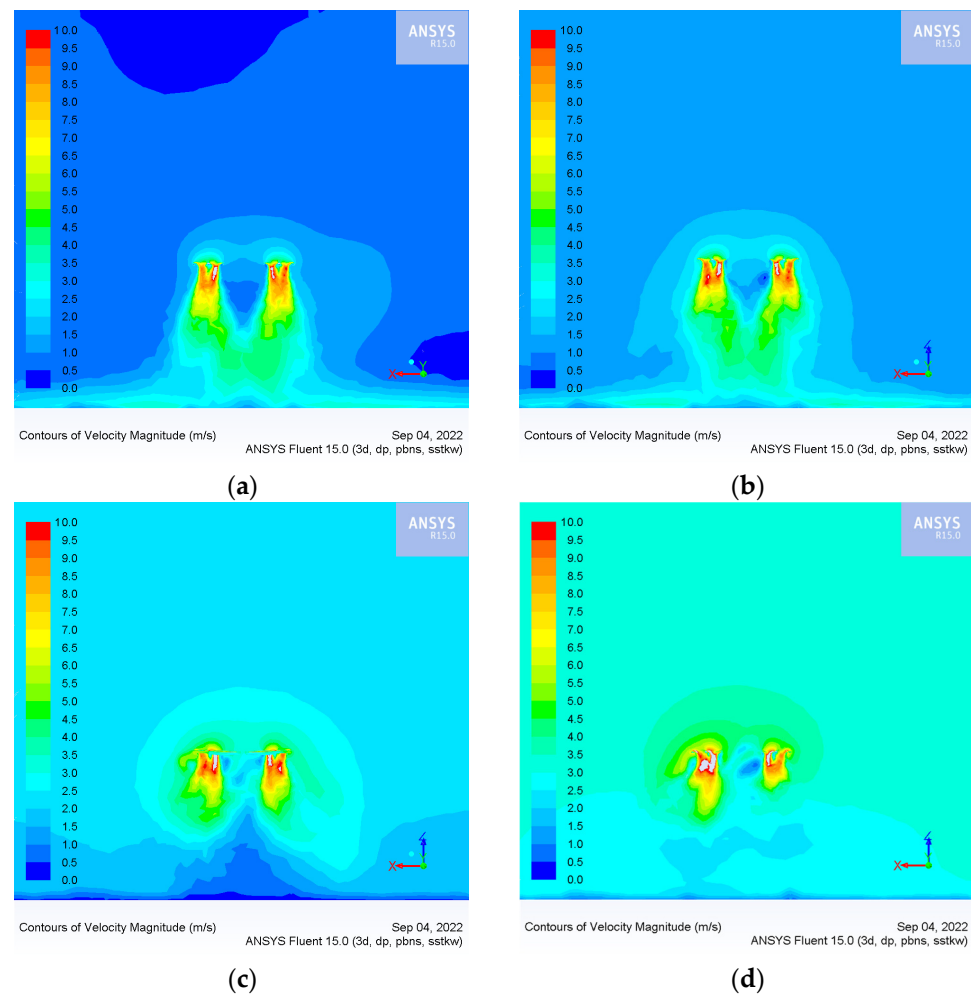 ANSYS
R15.0
10.0
9.5
9.0
8.5
8.0
7.5
7.0
6.5
6.0
5.5
5.0
4.5
4.0
3.5
3.0
2.5
2.0
1.5
1.0
0.5
0.0
X
Y
Contours of Velocity Magnitude (m/s)
Sep 04, 2022
ANSYS Fluent 15.0 (3d, dp, pbns, sstkw)
(a)
ANSYS
R15.0
10.0
9.5
9.0
8.5
8.0
7.5
7.0
6.5
6.0
5.5
5.0
4.5
4.0
3.5
3.0
2.5
2.0
1.5
1.0
0.5
0.0
Z
X
Contours of Velocity Magnitude (m/s)
Sep 04, 2022
ANSYS Fluent 15.0 (3d, dp, pbns, sstkw)
(b)
ANSYS
R15.0
10.0
9.5
9.0
8.5
8.0
7.5
7.0
6.5
6.0
5.5
5.0
4.5
4.0
3.5
3.0
2.5
2.0
1.5
1.0
0.5
0.0
Z
X
Contours of Velocity Magnitude (m/s)
Sep 04, 2022
ANSYS Fluent 15.0 (3d, dp, pbns, sstkw)
(c)
ANSYS
R15.0
10.0
9.5
9.0
8.5
8.0
7.5
7.0
6.5
6.0
5.5
5.0
4.5
4.0
3.5
3.0
2.5
2.0
1.5
1.0
0.5
0.0
Z
X
Contours of Velocity Magnitude (m/s)
Sep 04, 2022
ANSYS Fluent 15.0 (3d, dp, pbns, sstkw)
(d)